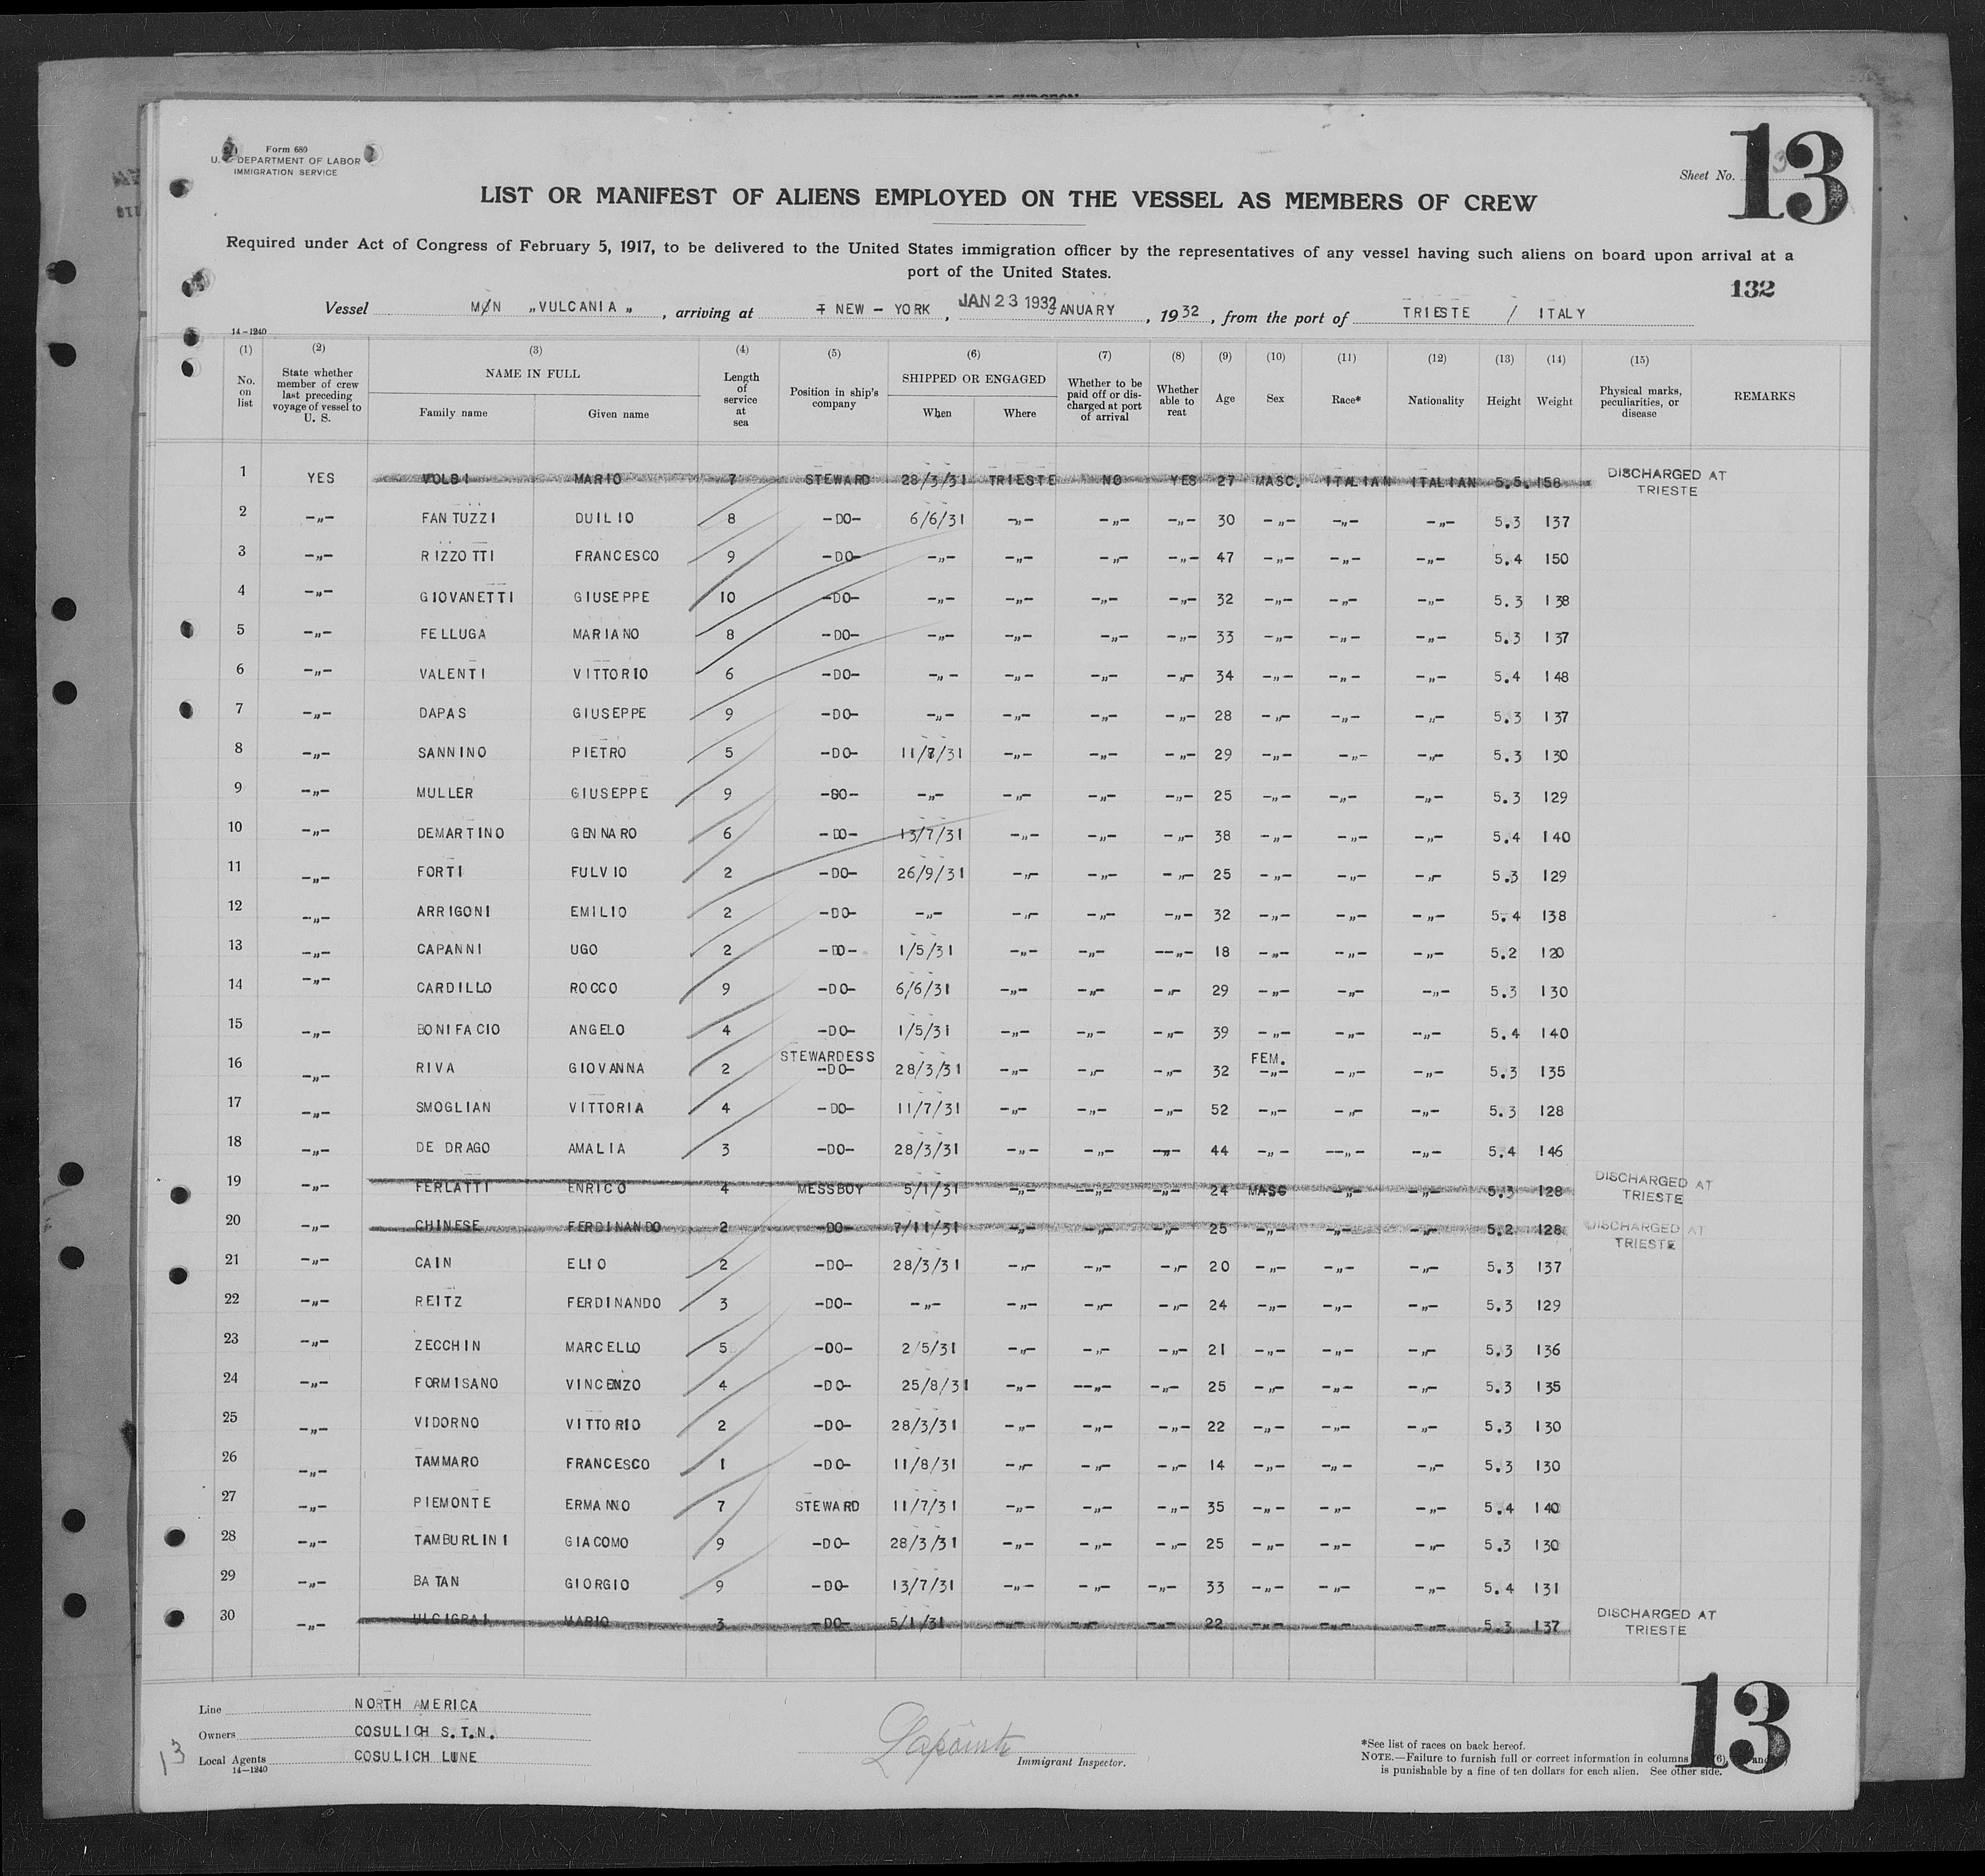 Form 680
U. S. DEPARTMENT OF LABOR
IMMIGRATION SERVICE
Sheet No. 13
13
LIST OR MANIFEST OF ALIENS EMPLOYED ON THE VESSEL AS MEMBERS OF CREW
Required under Act of Congress of February 5, 1917, to be delivered to the United States immigration officer by the representatives of any vessel having such aliens on board upon arrival at a
port of the United States.
132
Vessel M/N „VULCANIA„ , arriving at NEW - YORK , JAN 23 1932 JANUARY , 1932 , from the port of TRIESTE / ITALY
14-1240
(1) (2) (3) (4) (5) (6) (7) (8) (9) (10) (11) (12) (13) (14) (15)
No. on list State whether member of crew last preceding voyage of vessel to U. S. NAME IN FULL Family name Given name Length of service at sea Position in ship's company SHIPPED OR ENGAGED When Where Whether to be paid off or discharged at port of arrival Whether able to read Age Sex Race* Nationality Height Weight Physical marks, peculiarities, or disease REMARKS
1 YES VOLSI MARIO 7 STEWARD 28/3/31 TRIESTE NO YES 27 MASC. ITALIAN ITALIAN 5.5. 158 DISCHARGED AT TRIESTE
2 -„- FANTUZZI DUILIO 8 -DO- 6/6/31 -„- -„- -„- 30 -„- -„- -„- 5.3 137
3 -„- RIZZOTTI FRANCESCO 9 -DO- -„- -„- -„- -„- 47 -„- -„- -„- 5.4 150
4 -„- GIOVANETTI GIUSEPPE 10 -DO- -„- -„- -„- -„- 32 -„- -„- -„- 5.3 138
5 -„- FELLUGA MARIANO 8 -DO- -„- -„- -„- -„- 33 -„- -„- -„- 5.3 137
6 -„- VALENTI VITTORIO 6 -DO- -„- -„- -„- -„- 34 -„- -„- -„- 5.4 148
7 -„- DAPAS GIUSEPPE 9 -DO- -„- -„- -„- -„- 28 -„- -„- -„- 5.3 137
8 -„- SANNINO PIETRO 5 -DO- 11/8/31 -„- -„- -„- 29 -„- -„- -„- 5.3 130
9 -„- MULLER GIUSEPPE 9 -DO- -„- -„- -„- -„- 25 -„- -„- -„- 5.3 129
10 -„- DEMARTINO GENNARO 6 -DO- 13/7/31 -„- -„- -„- 38 -„- -„- -„- 5.4 140
11 -„- FORTI FULVIO 2 -DO- 26/9/31 -„- -„- -„- 25 -„- -„- -„- 5.3 129
12 -„- ARRIGONI EMILIO 2 -DO- -„- -„- -„- -„- 32 -„- -„- -„- 5.4 138
13 -„- CAPANNI UGO 2 -DO- 1/5/31 -„- -„- --„- 18 -„- -„- -„- 5.2 120
14 -„- CARDILLO ROCCO 9 -DO- 6/6/31 -„- -„- -„- 29 -„- -„- -„- 5.3 130
15 -„- BONIFACIO ANGELO 4 -DO- 1/5/31 -„- -„- -„- 39 -„- -„- -„- 5.4 140
16 -„- RIVA GIOVANNA 2 STEWARDESS -DO- 28/3/31 -„- -„- -„- 32 FEM. -„- -„- -„- 5.3 135
17 -„- SMOGLIAN VITTORIA 4 -DO- 11/7/31 -„- -„- -„- 52 -„- -„- -„- 5.3 128
18 -„- DE DRAGO AMALIA 3 -DO- 28/3/31 -„- -„- -„- 44 -„- --„- -„- 5.4 146
19 -„- FERLATTI ENRICO 4 MESSBOY 5/1/31 -„- --„- -„- 24 MASC -„- -„- 5.3 128 DISCHARGED AT TRIESTE
20 -„- CHINESE FERDINANDO 2 -DO- 7/11/31 -„- -„- -„- 25 -„- -„- -„- 5.2 128 DISCHARGED AT TRIESTE
21 -„- CAIN ELIO 2 -DO- 28/3/31 -„- -„- -„- 20 -„- -„- -„- 5.3 137
22 -„- REITZ FERDINANDO 3 -DO- -„- -„- -„- -„- 24 -„- -„- -„- 5.3 129
23 -„- ZECCHIN MARCELLO 5 -DO- 2/5/31 -„- -„- -„- 21 -„- -„- -„- 5.3 136
24 -„- FORMISANO VINCENZO 4 -DO- 25/8/31 -„- --„- -„- 25 -„- -„- -„- 5.3 135
25 -„- VIDORNO VITTORIO 2 -DO- 28/3/31 -„- -„- -„- 22 -„- -„- -„- 5.3 130
26 -„- TAMMARO FRANCESCO 1 -DO- 11/8/31 -„- -„- -„- 14 -„- -„- -„- 5.3 130
27 -„- PIEMONTE ERMANNO 7 STEWARD 11/7/31 -„- -„- -„- 35 -„- -„- -„- 5.4 140
28 -„- TAMBURLINI GIACOMO 9 -DO- 28/3/31 -„- -„- -„- 25 -„- -„- -„- 5.3 130
29 -„- BATAN GIORGIO 9 -DO- 13/7/31 -„- -„- -„- 33 -„- -„- -„- 5.4 131
30 -„- ULCIGRAI MARIO 3 -DO- 5/1/31 -„- -„- -„- 22 -„- -„- -„- 5.3 137 DISCHARGED AT TRIESTE
Line NORTH AMERICA
Owners COSULICH S.T.N.
Local Agents COSULICH LUNE
14-1240
13
Lapointe
Immigrant Inspector.
*See list of races on back hereof.
NOTE.—Failure to furnish full or correct information in columns (6) and
is punishable by a fine of ten dollars for each alien. See other side.
13